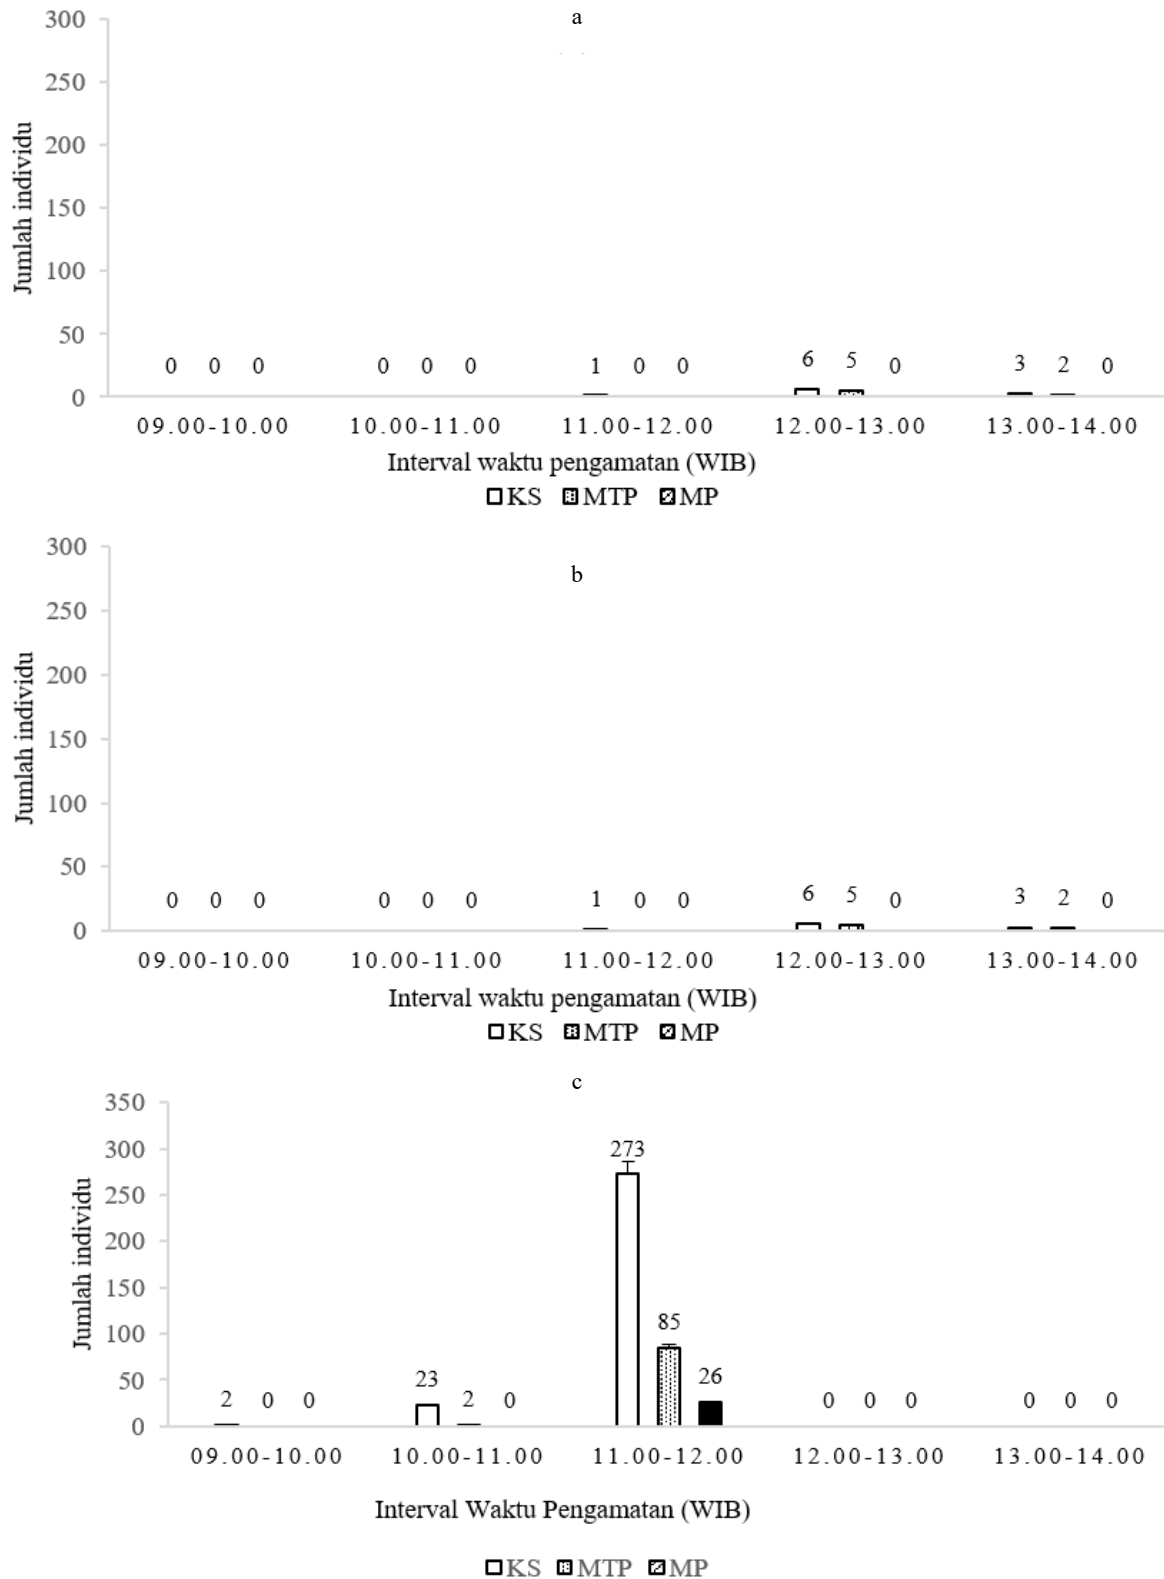 a
300
250
200
150
100
50
0
Jumlah individu
0 0 0 0 0 0 1 0 0 6 5 0 3 2 0
09.00-10.00 10.00-11.00 11.00-12.00 12.00-13.00 13.00-14.00
Interval waktu pengamatan (WIB)
KS MTP MP
b
300
250
200
150
100
50
0
Jumlah individu
0 0 0 0 0 0 1 0 0 6 5 0 3 2 0
09.00-10.00 10.00-11.00 11.00-12.00 12.00-13.00 13.00-14.00
Interval waktu pengamatan (WIB)
KS MTP MP
c
350
300
250
200
150
100
50
0
Jumlah individu
2 0 0 23 2 0 273 85 26 0 0 0 0 0 0
09.00-10.00 10.00-11.00 11.00-12.00 12.00-13.00 13.00-14.00
Interval Waktu Pengamatan (WIB)
KS MTP MP